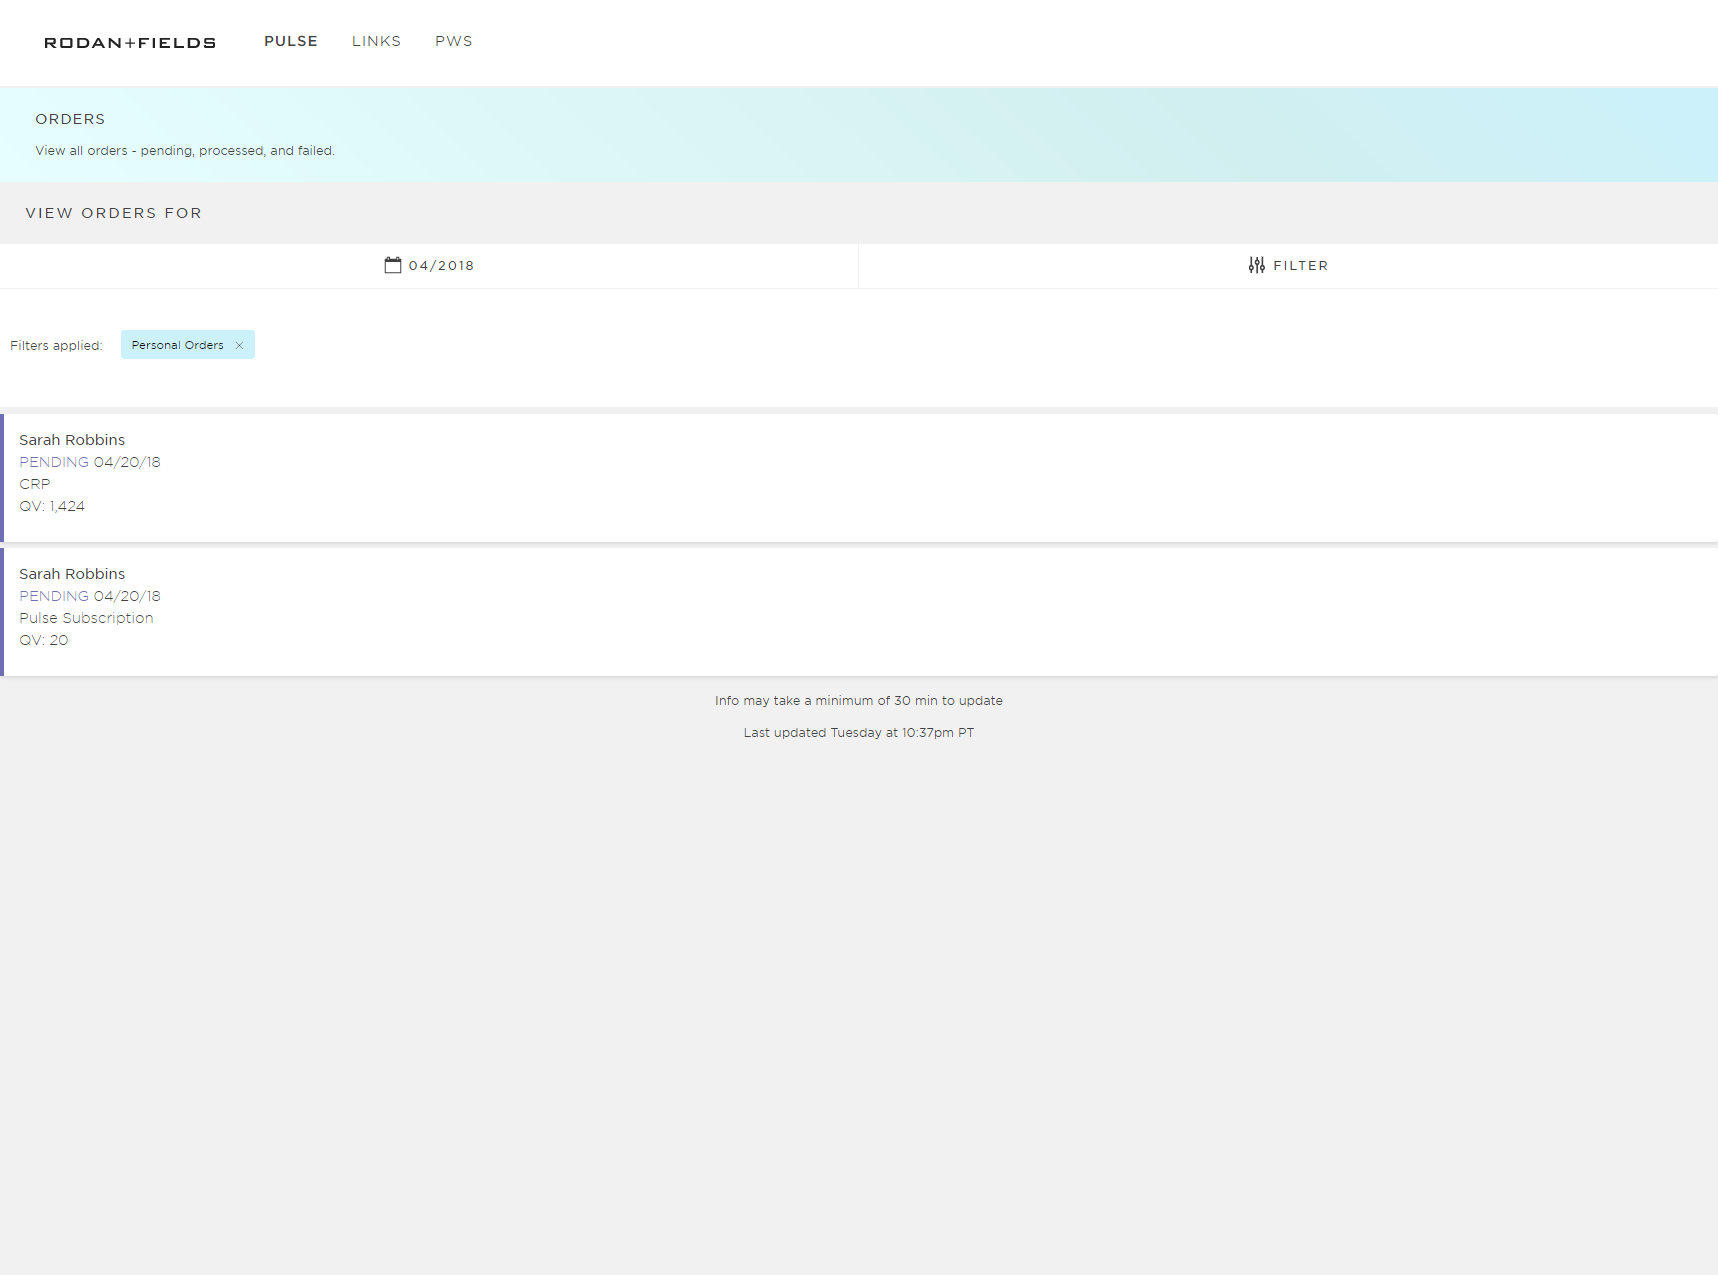 RODAN+FIELDS PULSE LINKS PWS
ORDERS
View all orders - pending, processed, and failed.
VIEW ORDERS FOR
04/2018 FILTER
Filters applied: Personal Orders ×
Sarah Robbins
PENDING 04/20/18
CRP
QV: 1,424
Sarah Robbins
PENDING 04/20/18
Pulse Subscription
QV: 20
Info may take a minimum of 30 min to update
Last updated Tuesday at 10:37pm PT